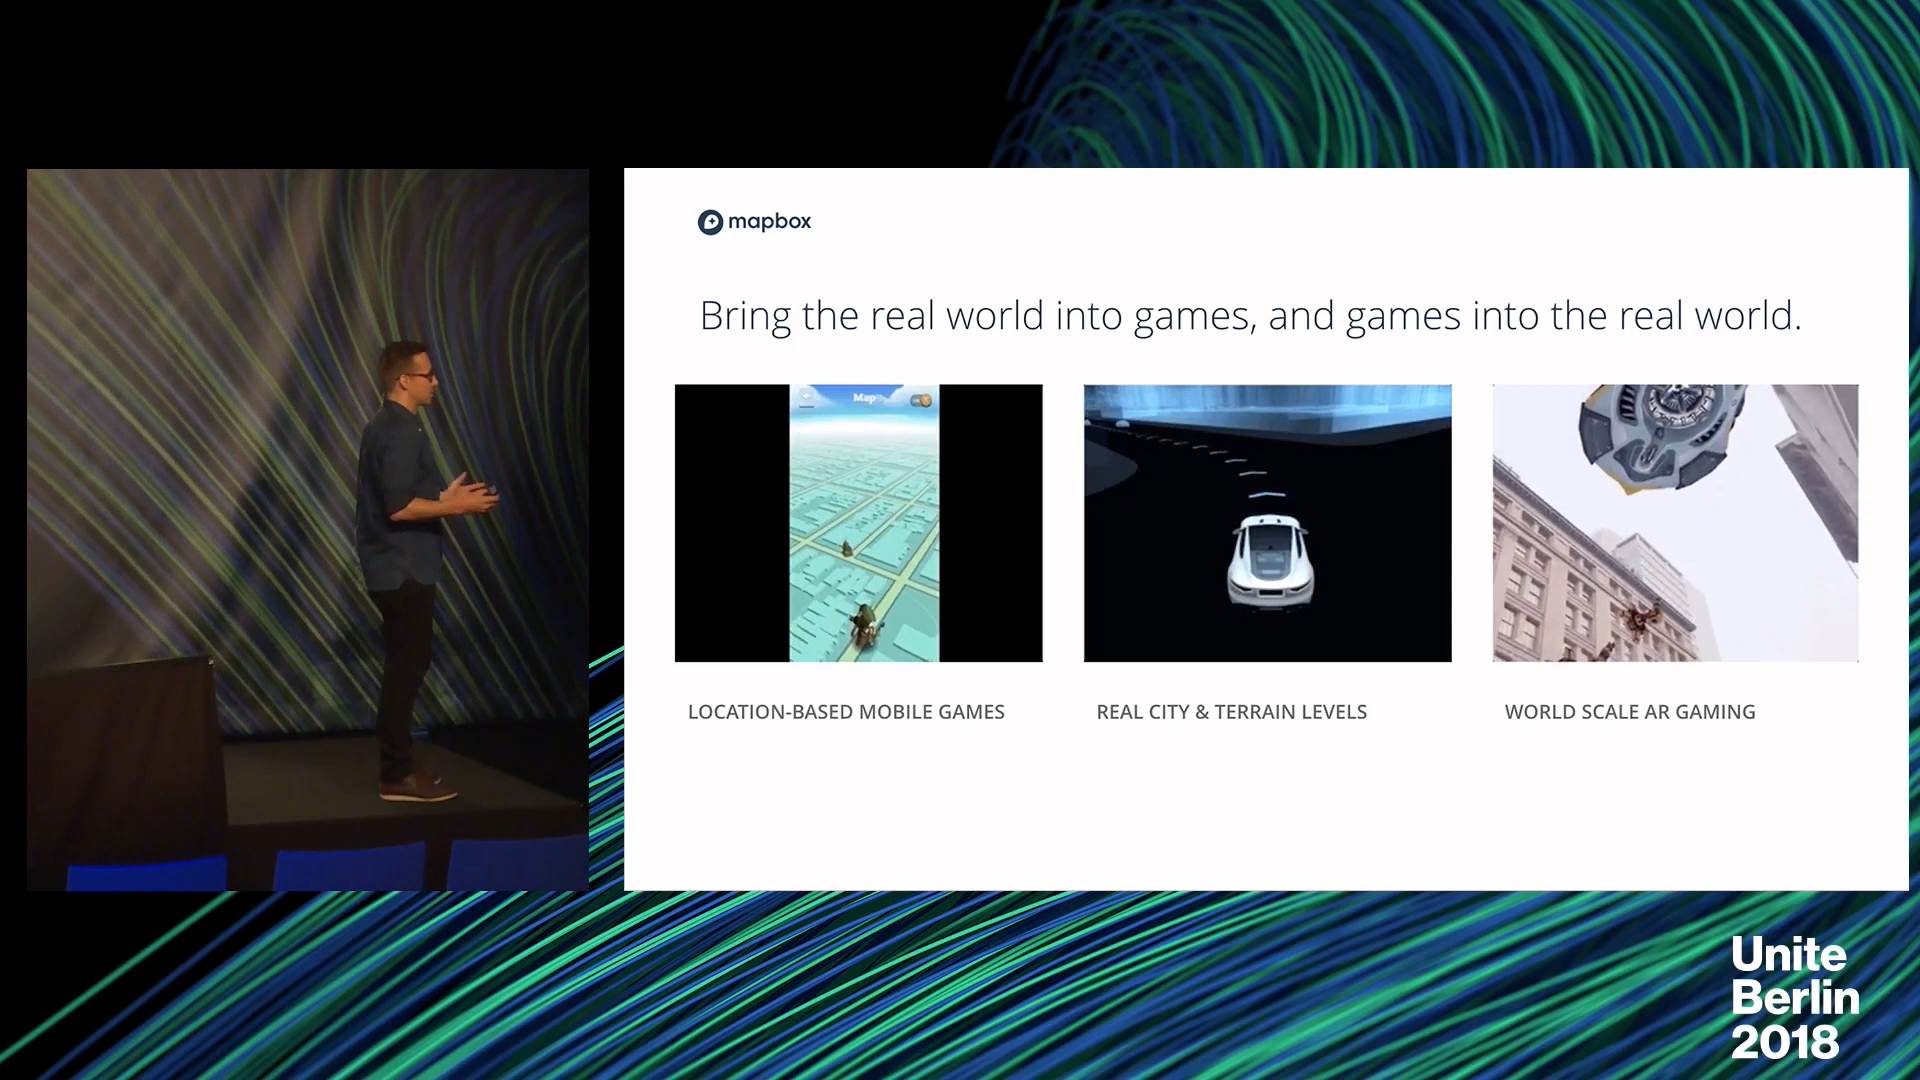 mapbox
Bring the real world into games, and games into the real world.
Map
LOCATION-BASED MOBILE GAMES
REAL CITY & TERRAIN LEVELS
WORLD SCALE AR GAMING
Unite
Berlin
2018